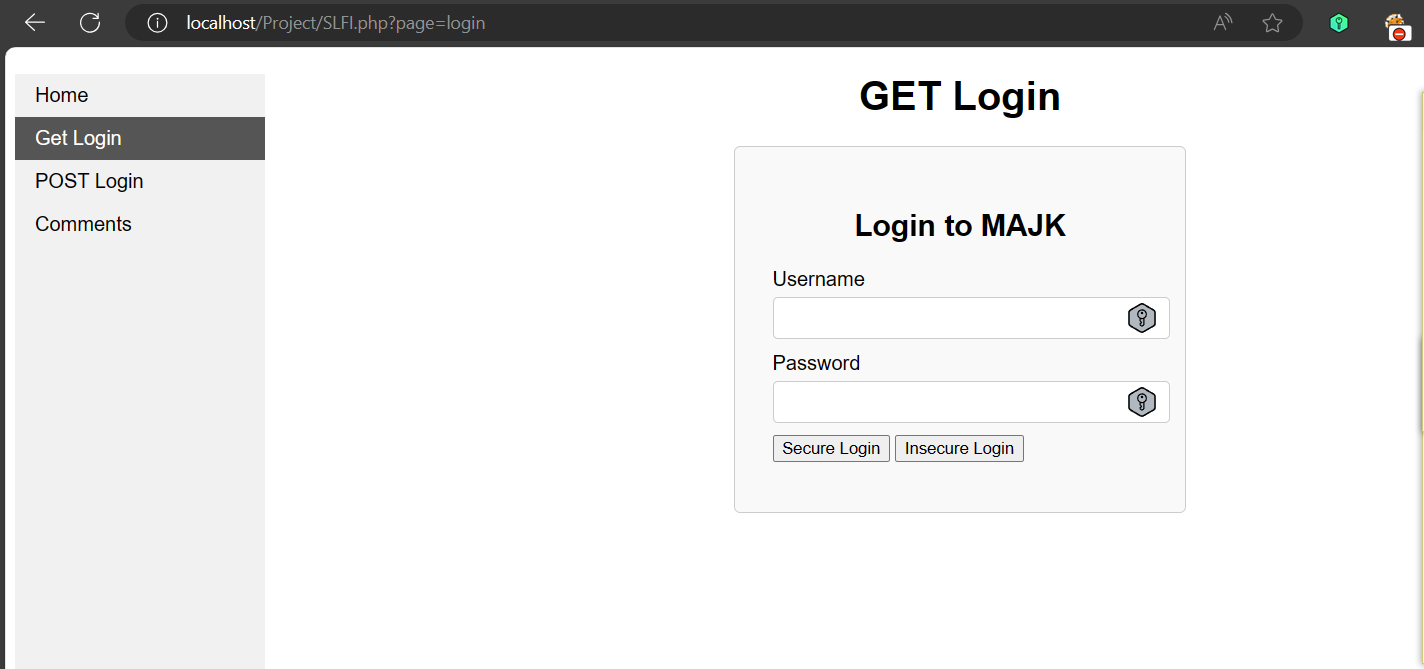 localhost/Project/SLFI.php?page=login
Home
Get Login
POST Login
Comments
GET Login
Login to MAJK
Username
Password
Secure Login Insecure Login